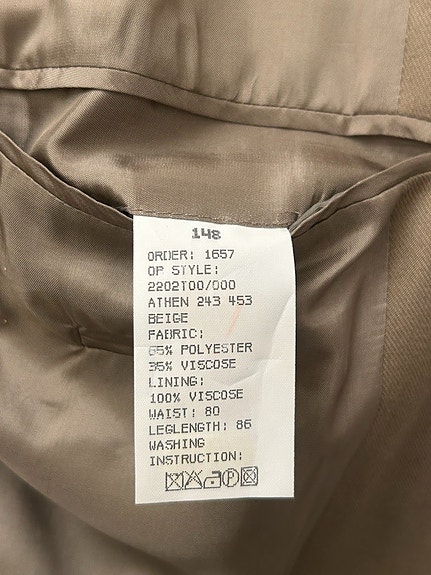 148
ORDER: 1657
OP STYLE:
2202T00/000
ATHEN 243 453
BEIGE
FABRIC:
65% POLYESTER
35% VISCOSE
LINING:
100% VISCOSE
WAIST: 80
LEGLENGTH: 86
WASHING
INSTRUCTION:
P